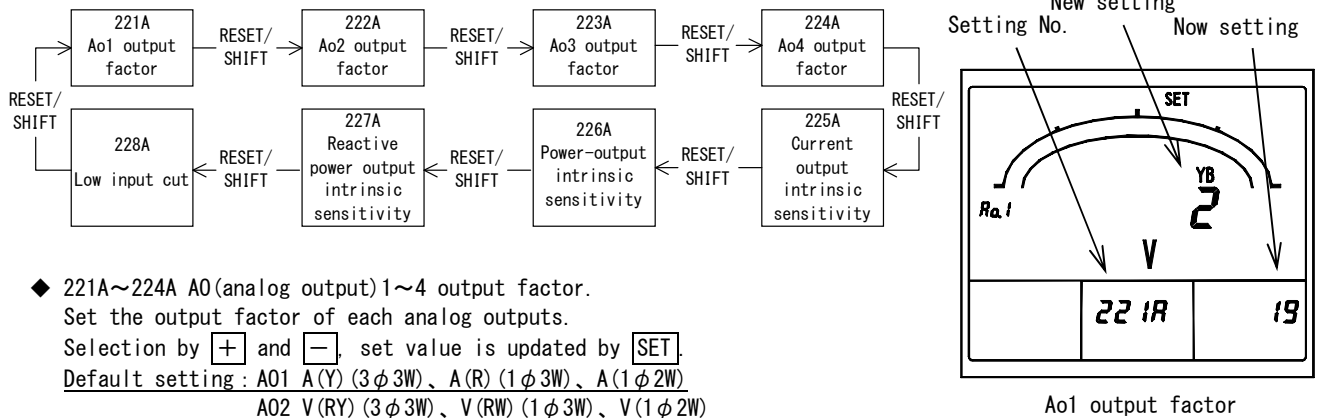 221A
Ao1 output
factor
RESET/
SHIFT
222A
Ao2 output
factor
RESET/
SHIFT
223A
Ao3 output
factor
RESET/
SHIFT
224A
Ao4 output
factor
RESET/
SHIFT
RESET/
SHIFT
228A
Low input cut
RESET/
SHIFT
227A
Reactive
power output
intrinsic
sensitivity
RESET/
SHIFT
226A
Power-output
intrinsic
sensitivity
RESET/
SHIFT
225A
Current
output
intrinsic
sensitivity
New setting
Setting No.
Now setting
SET
YB
2
Ao.1
V
221A
19
Ao1 output factor
◆ 221A~224A AO(analog output)1~4 output factor.
Set the output factor of each analog outputs.
Selection by + and −, set value is updated by SET.
Default setting : AO1 A(Y)(3φ3W)、A(R)(1φ3W)、A(1φ2W)
AO2 V(RY)(3φ3W)、V(RW)(1φ3W)、V(1φ2W)